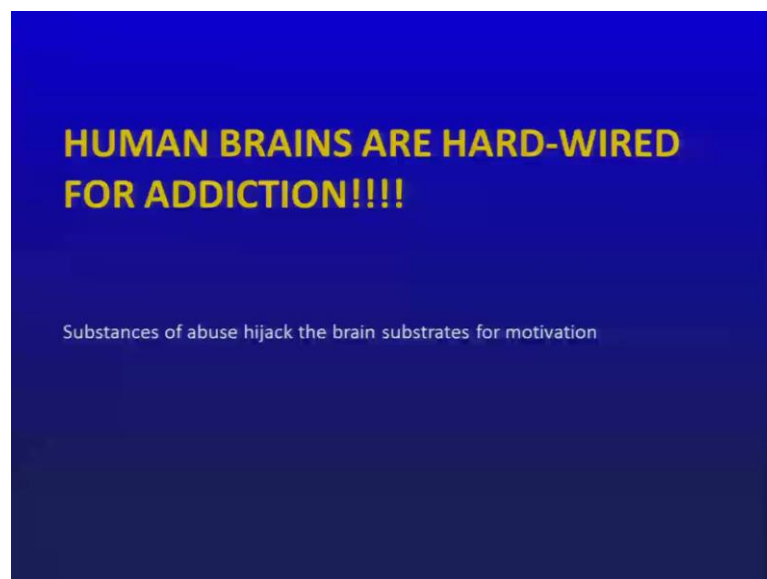 HUMAN BRAINS ARE HARD-WIRED
FOR ADDICTION!!!!
Substances of abuse hijack the brain substrates for motivation